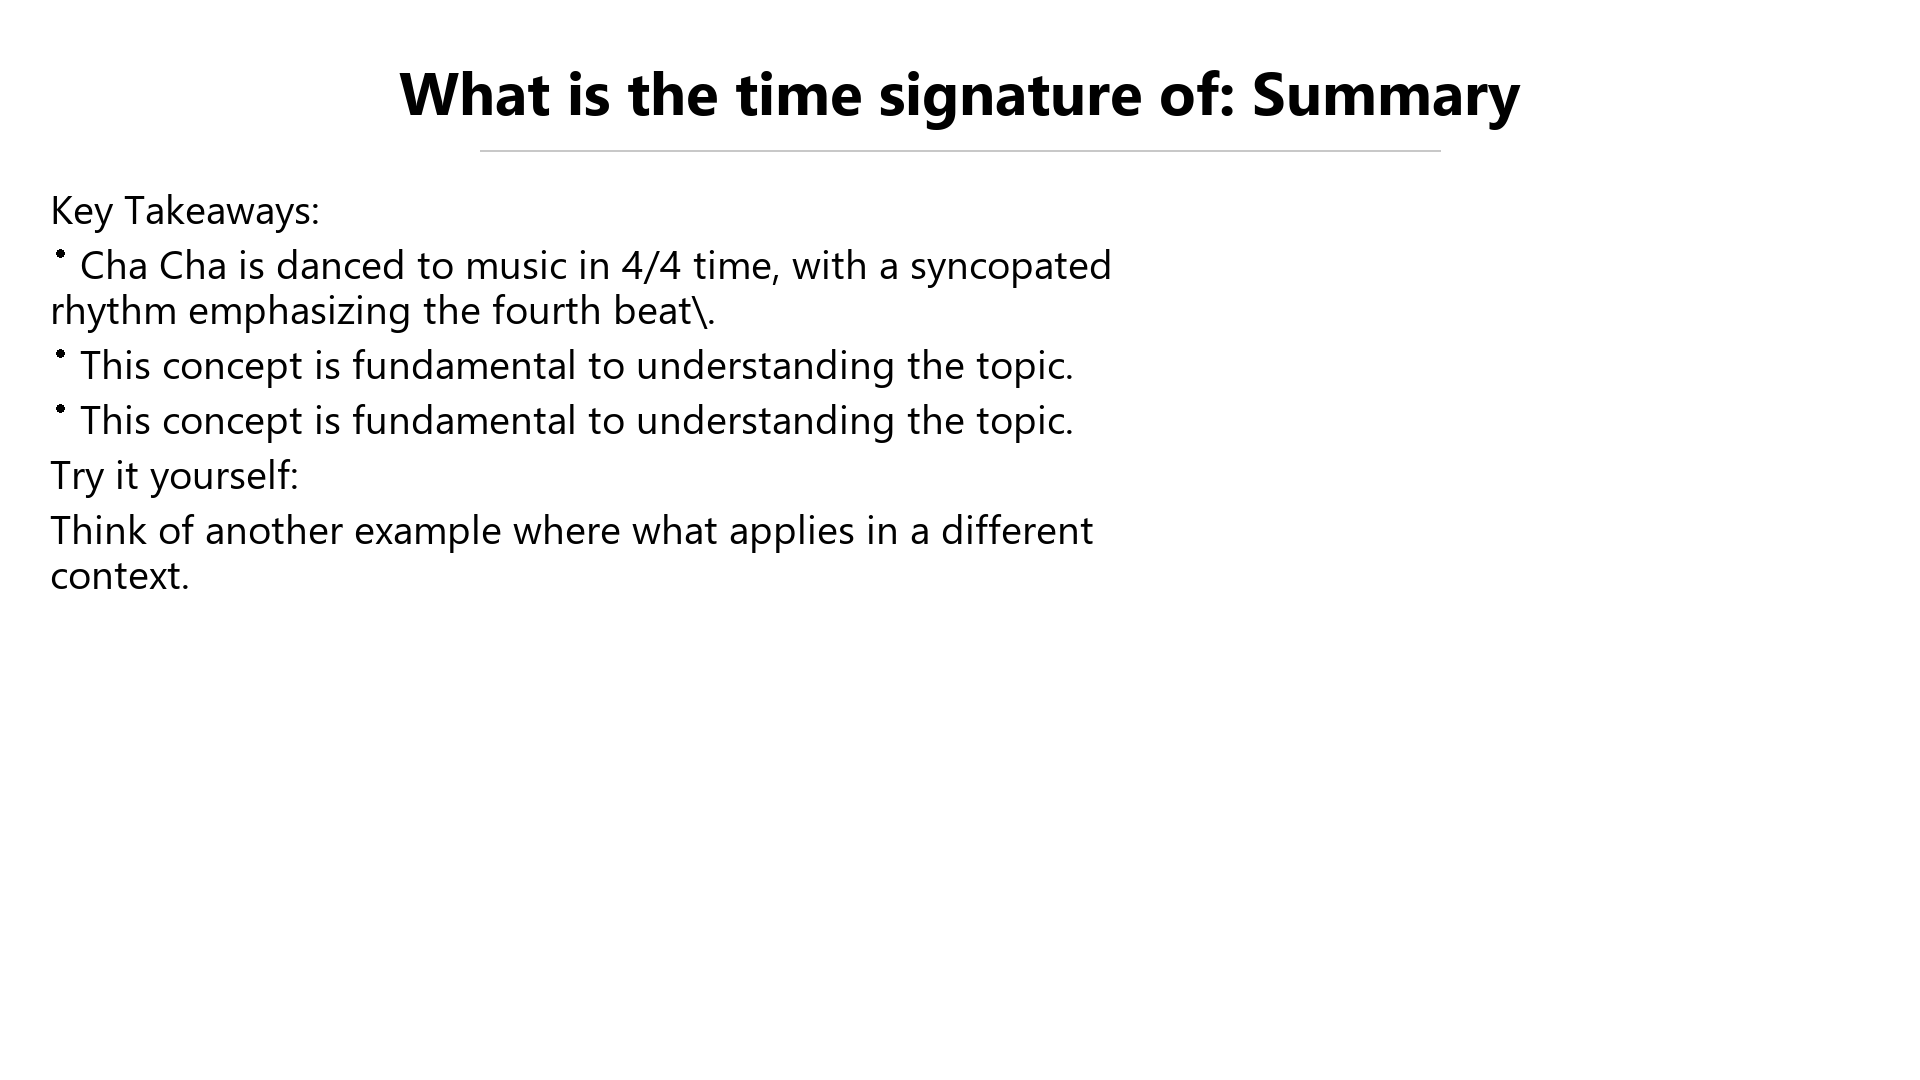 What is the time signature of: Summary
Key Takeaways:
• Cha Cha is danced to music in 4/4 time, with a syncopated
rhythm emphasizing the fourth beat\.
• This concept is fundamental to understanding the topic.
• This concept is fundamental to understanding the topic.
Try it yourself:
Think of another example where what applies in a different
context.